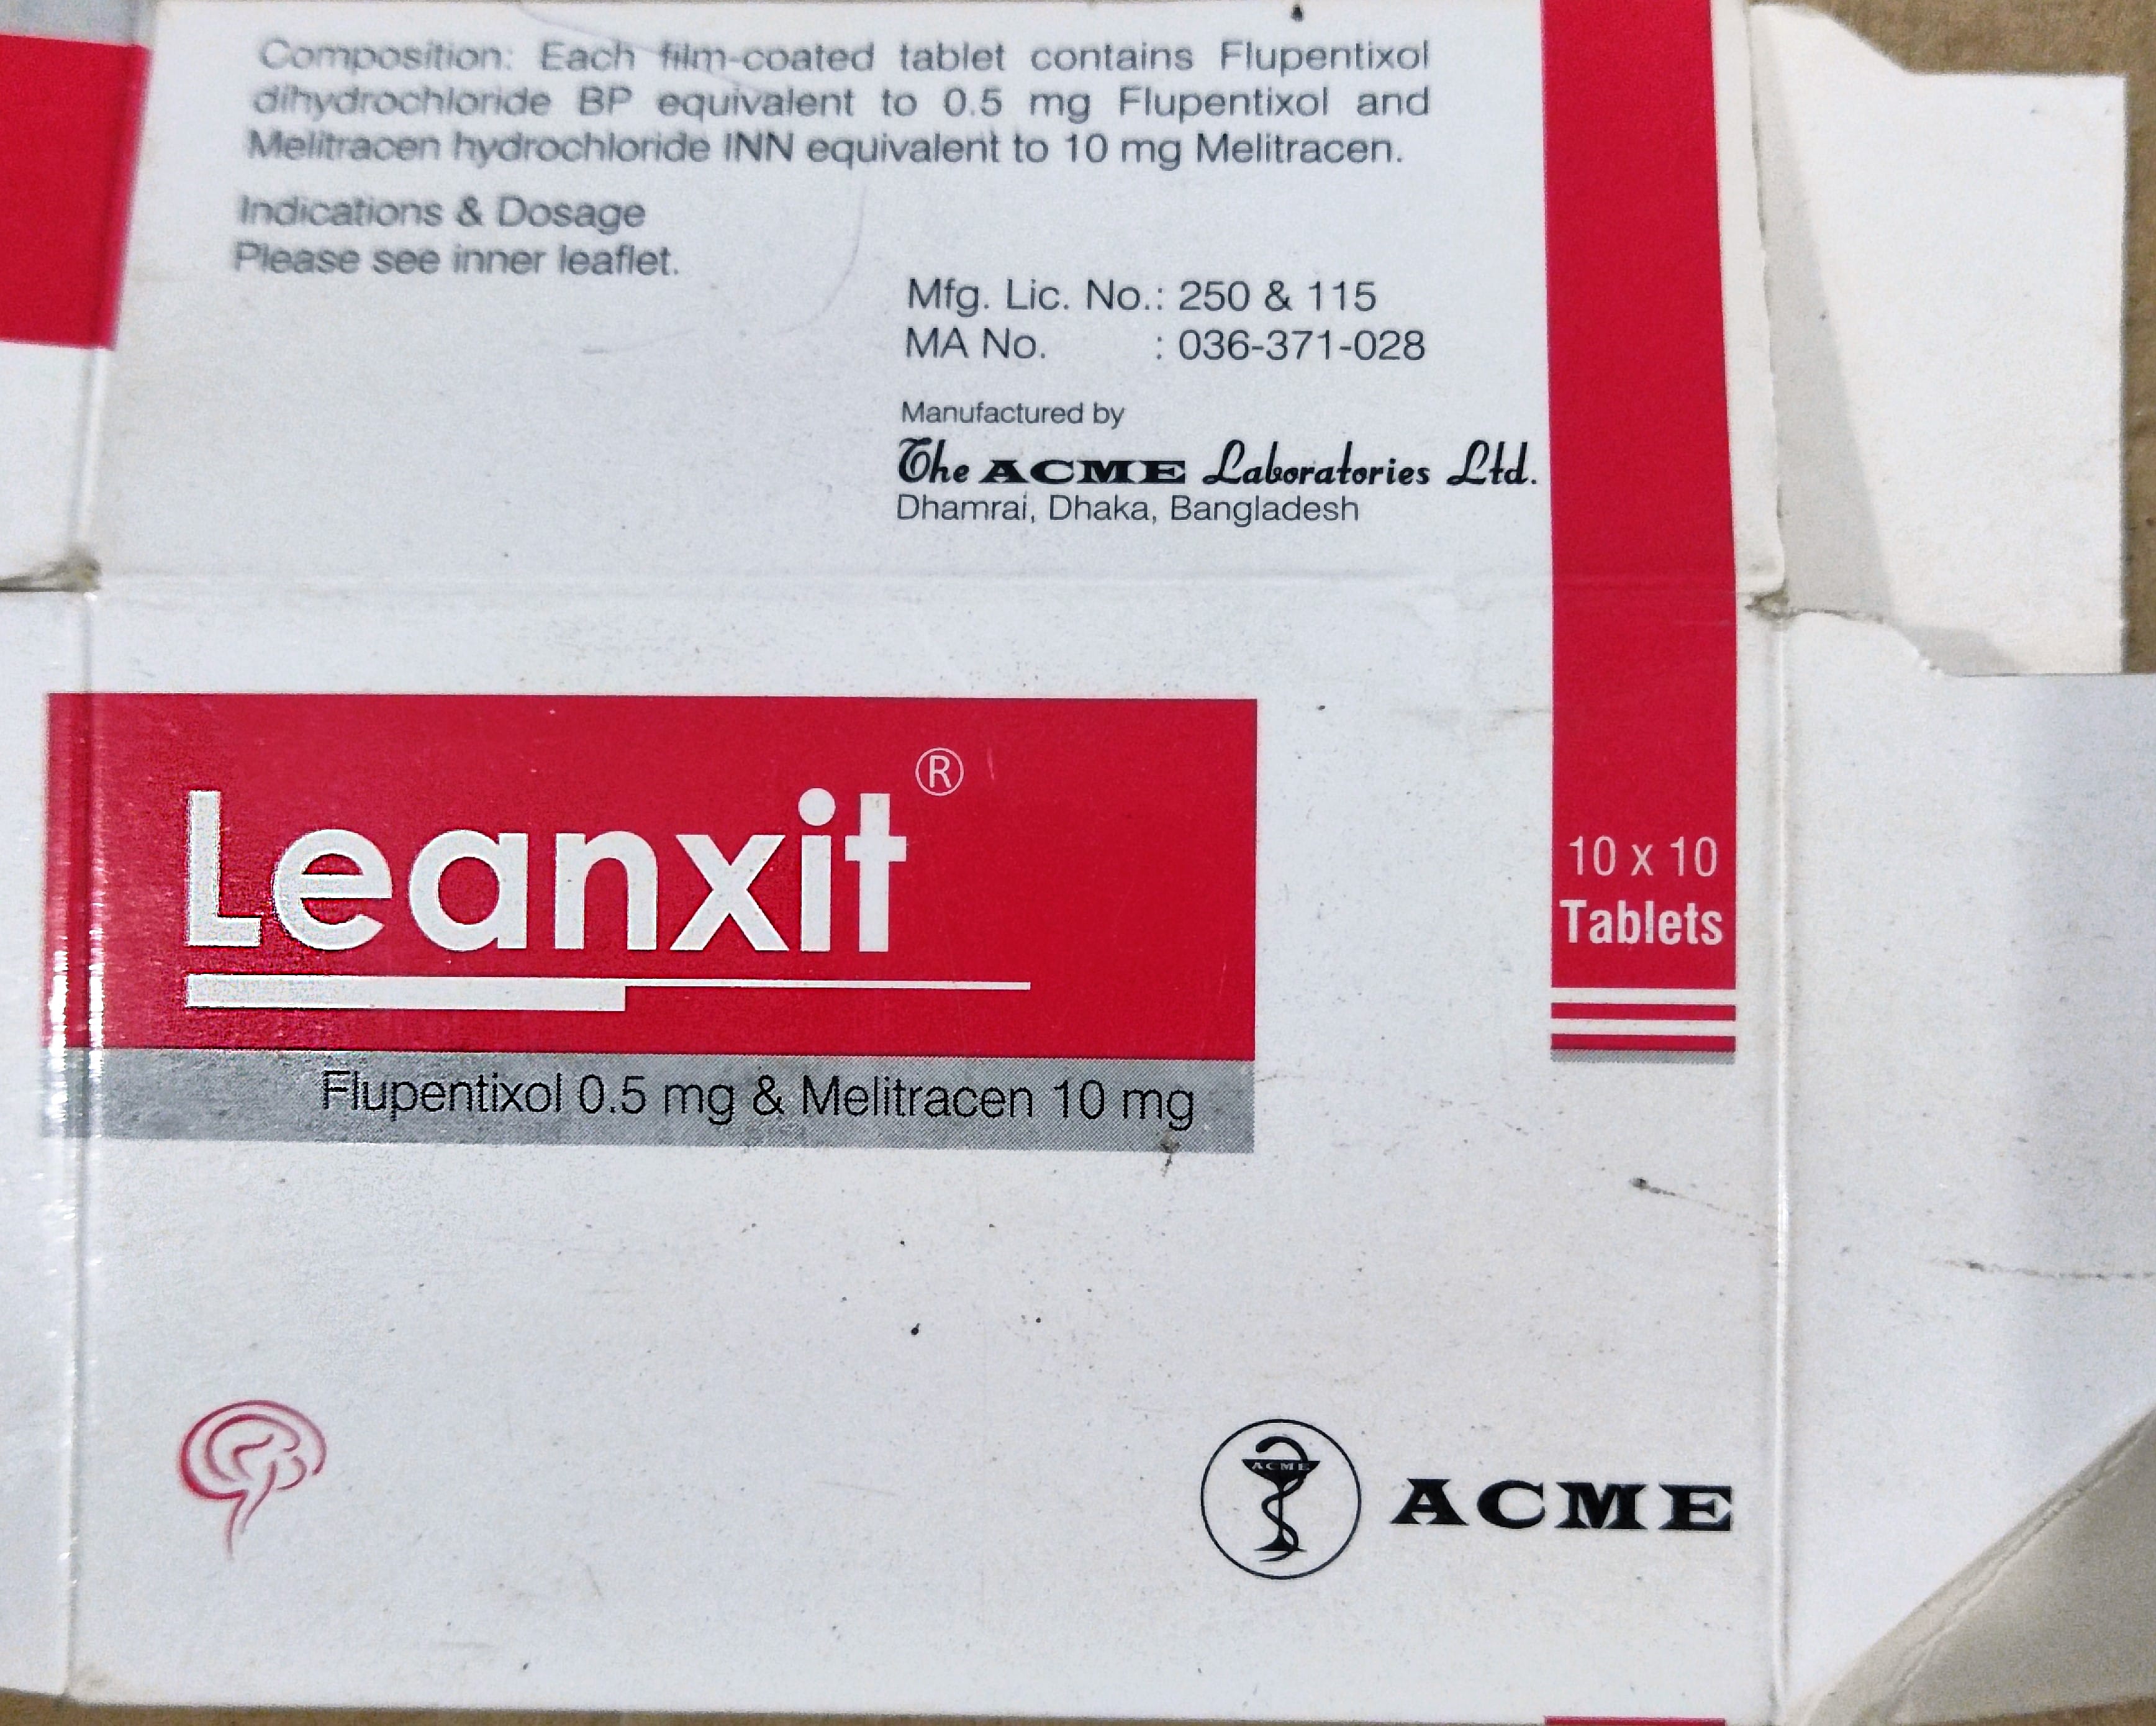 Composition: Each film-coated tablet contains Flupentixol
dihydrochloride BP equivalent to 0.5 mg Flupentixol and
Melitracen hydrochloride INN equivalent to 10 mg Melitracen.
Indications & Dosage
Please see inner leaflet.
Mfg. Lic. No.: 250 & 115
MA No. : 036-371-028
Manufactured by
The ACME Laboratories Ltd.
Dhamrai, Dhaka, Bangladesh
Leanxit®
Flupentixol 0.5 mg & Melitracen 10 mg
10 x 10
Tablets
ACME
ACME